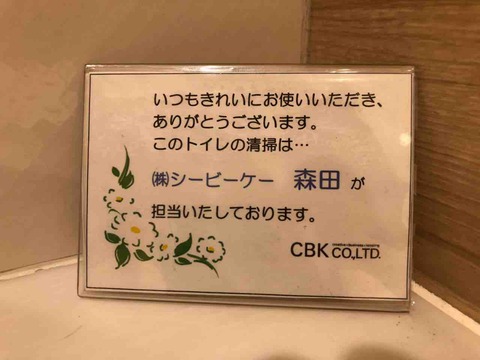 いつもきれいにお使いいただき、
ありがとうございます。
このトイレの清掃は…
㈱シービーケー 森田 が
担当いたしております。
CBK CO.,LTD.